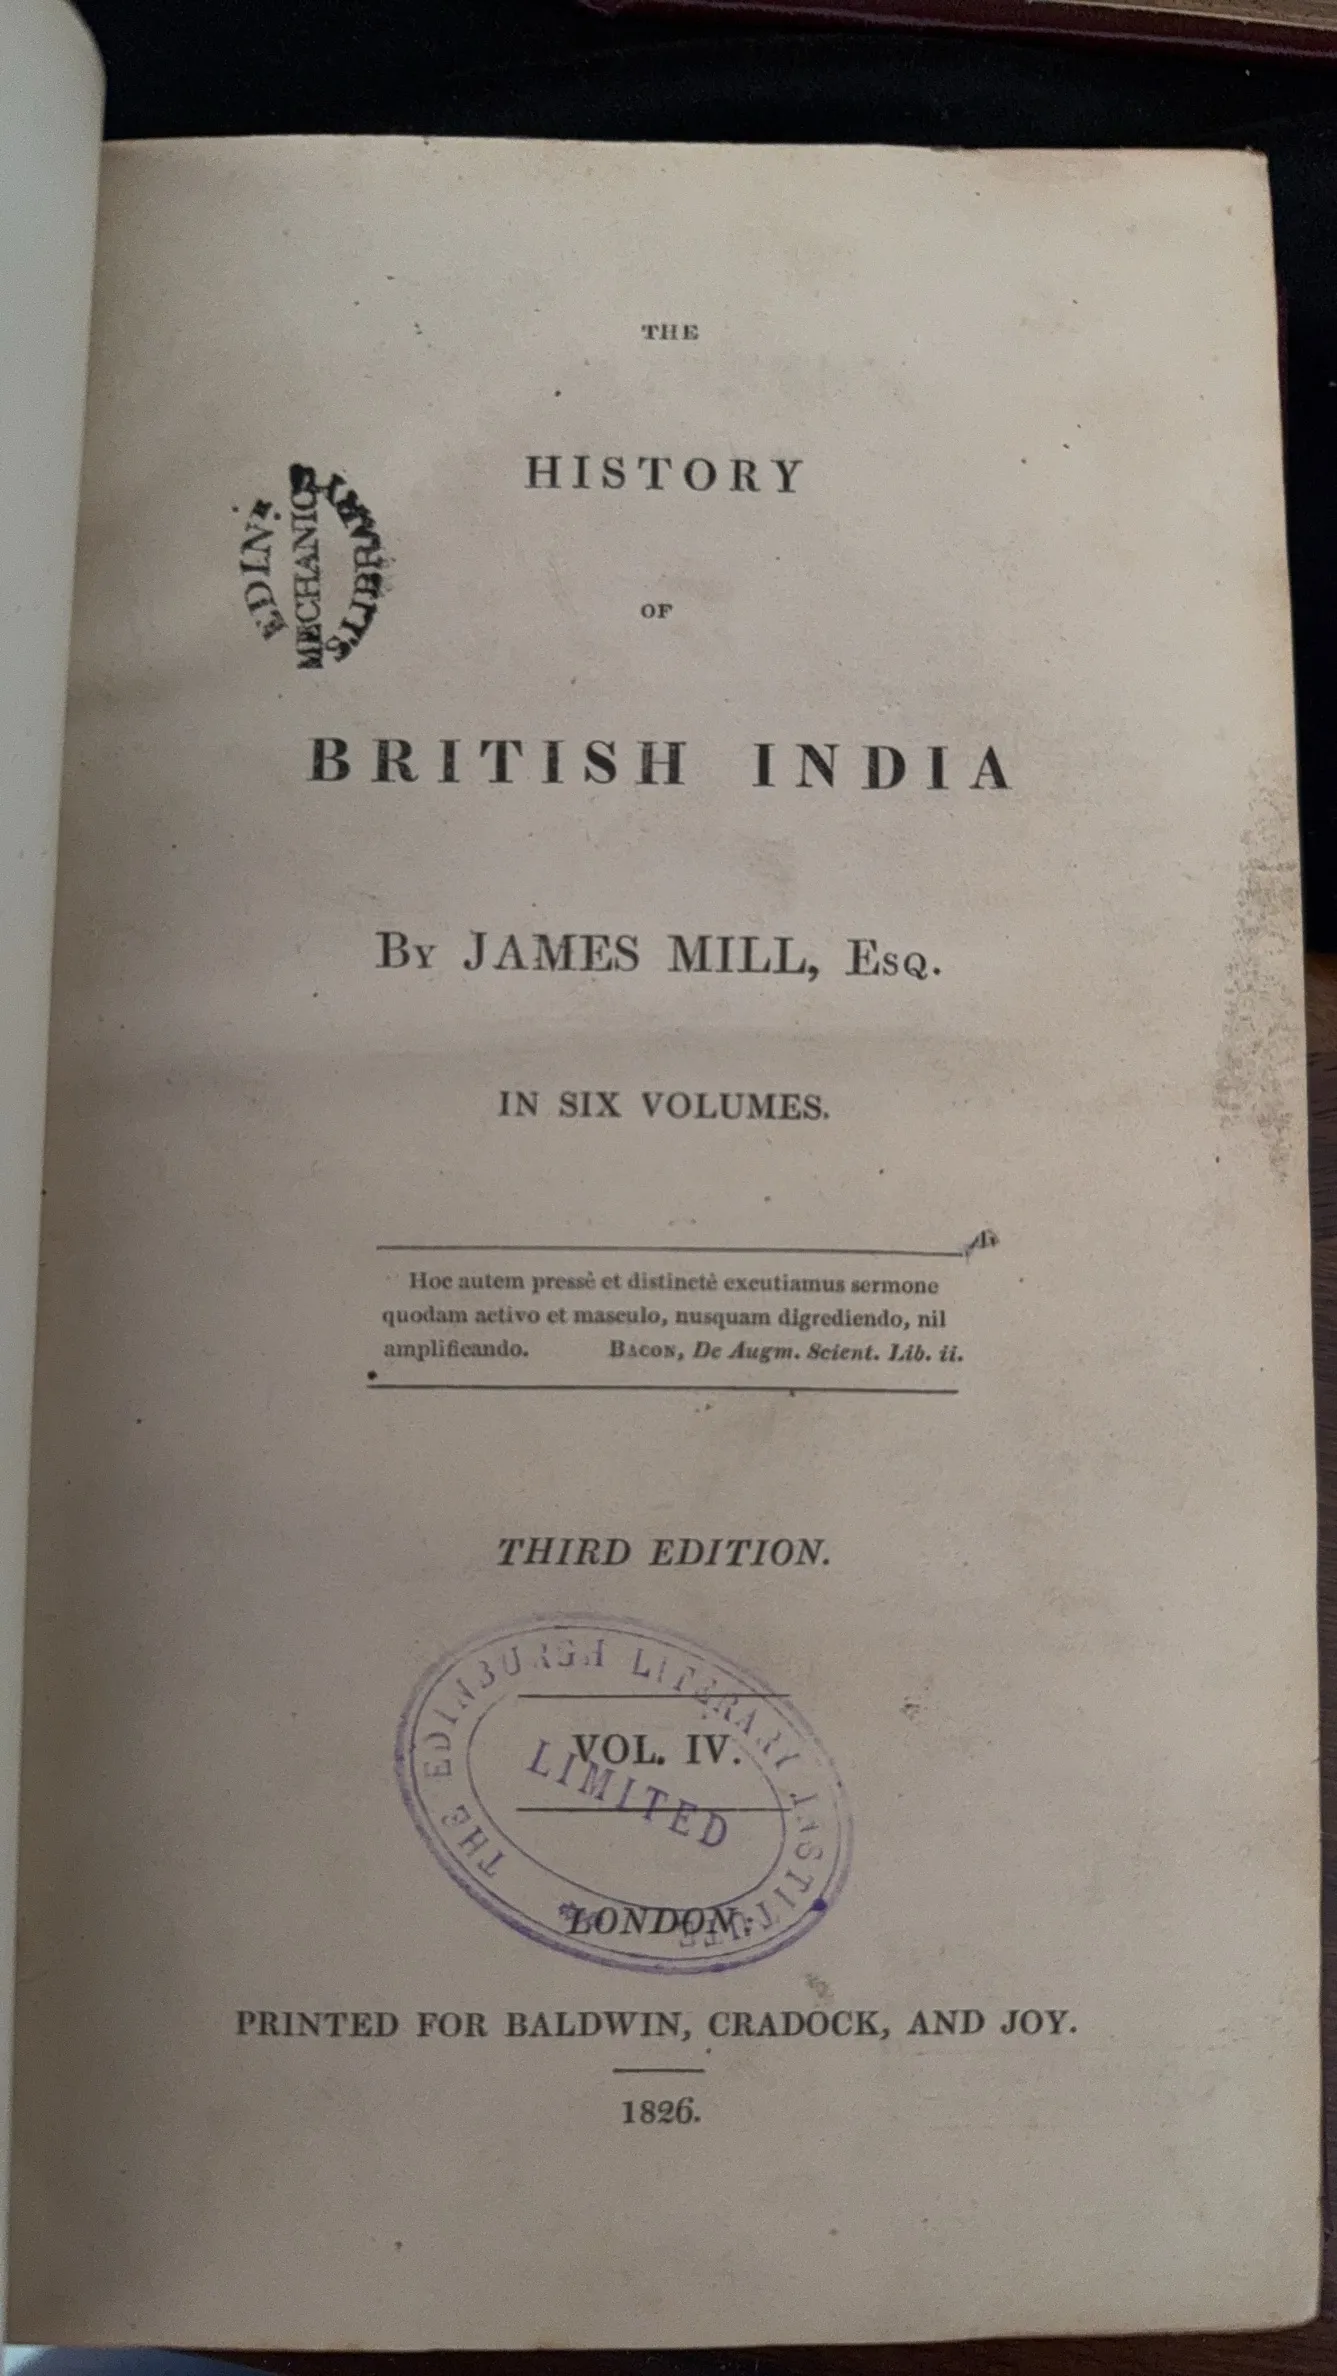 THE
HISTORY
OF
BRITISH INDIA
By JAMES MILL, Esq.
IN SIX VOLUMES.
Hoc autem pressè et distinctè excutiamus sermone
quodam activo et masculo, nusquam digrediendo, nil
amplificando. BACON, De Augm. Scient. Lib. ii.
THIRD EDITION.
VOL. IV.
LONDON:
PRINTED FOR BALDWIN, CRADOCK, AND JOY.
1826.
EDIN.
MECHANICS
LIBRARY
THE EDINBURGH LITERARY INSTITUTE
LIMITED